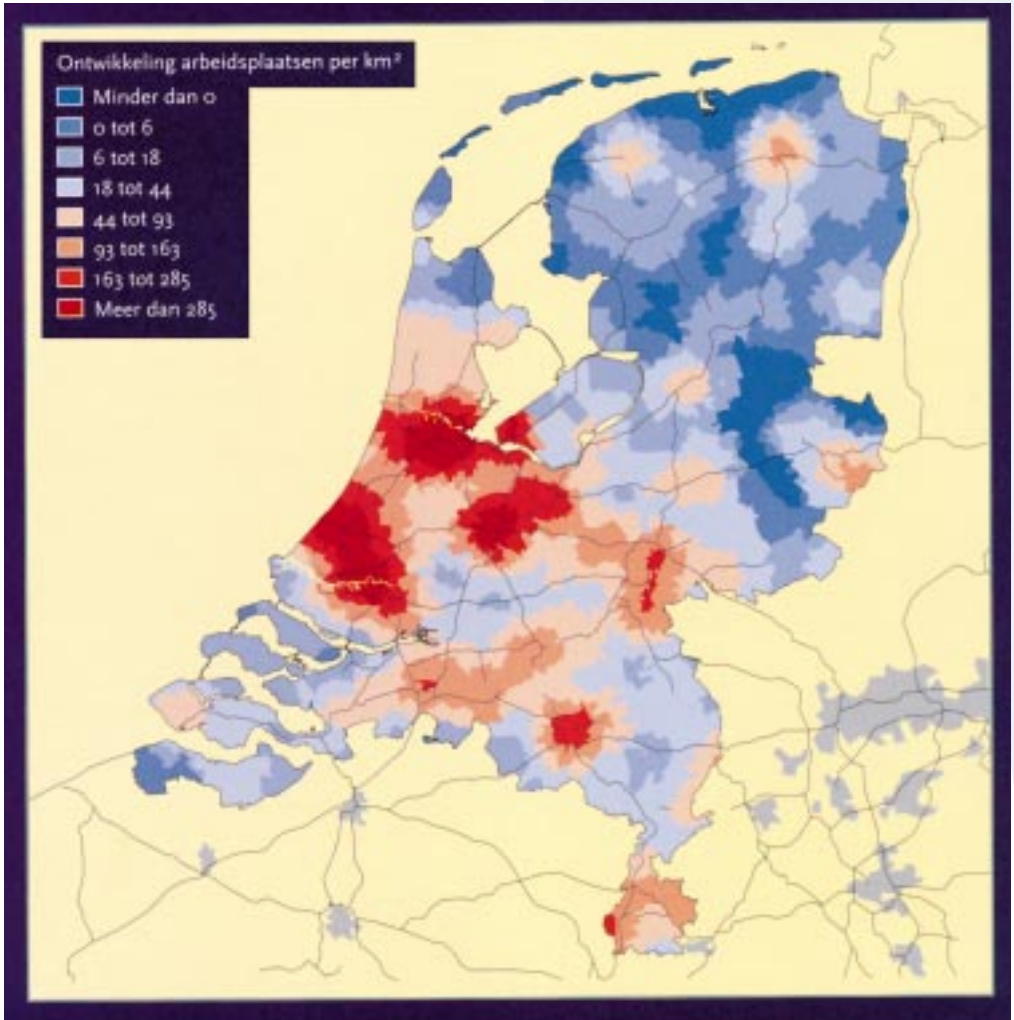 Ontwikkeling arbeidsplaatsen per km²
Minder dan 0
0 tot 6
6 tot 18
18 tot 44
44 tot 93
93 tot 163
163 tot 285
Meer dan 285